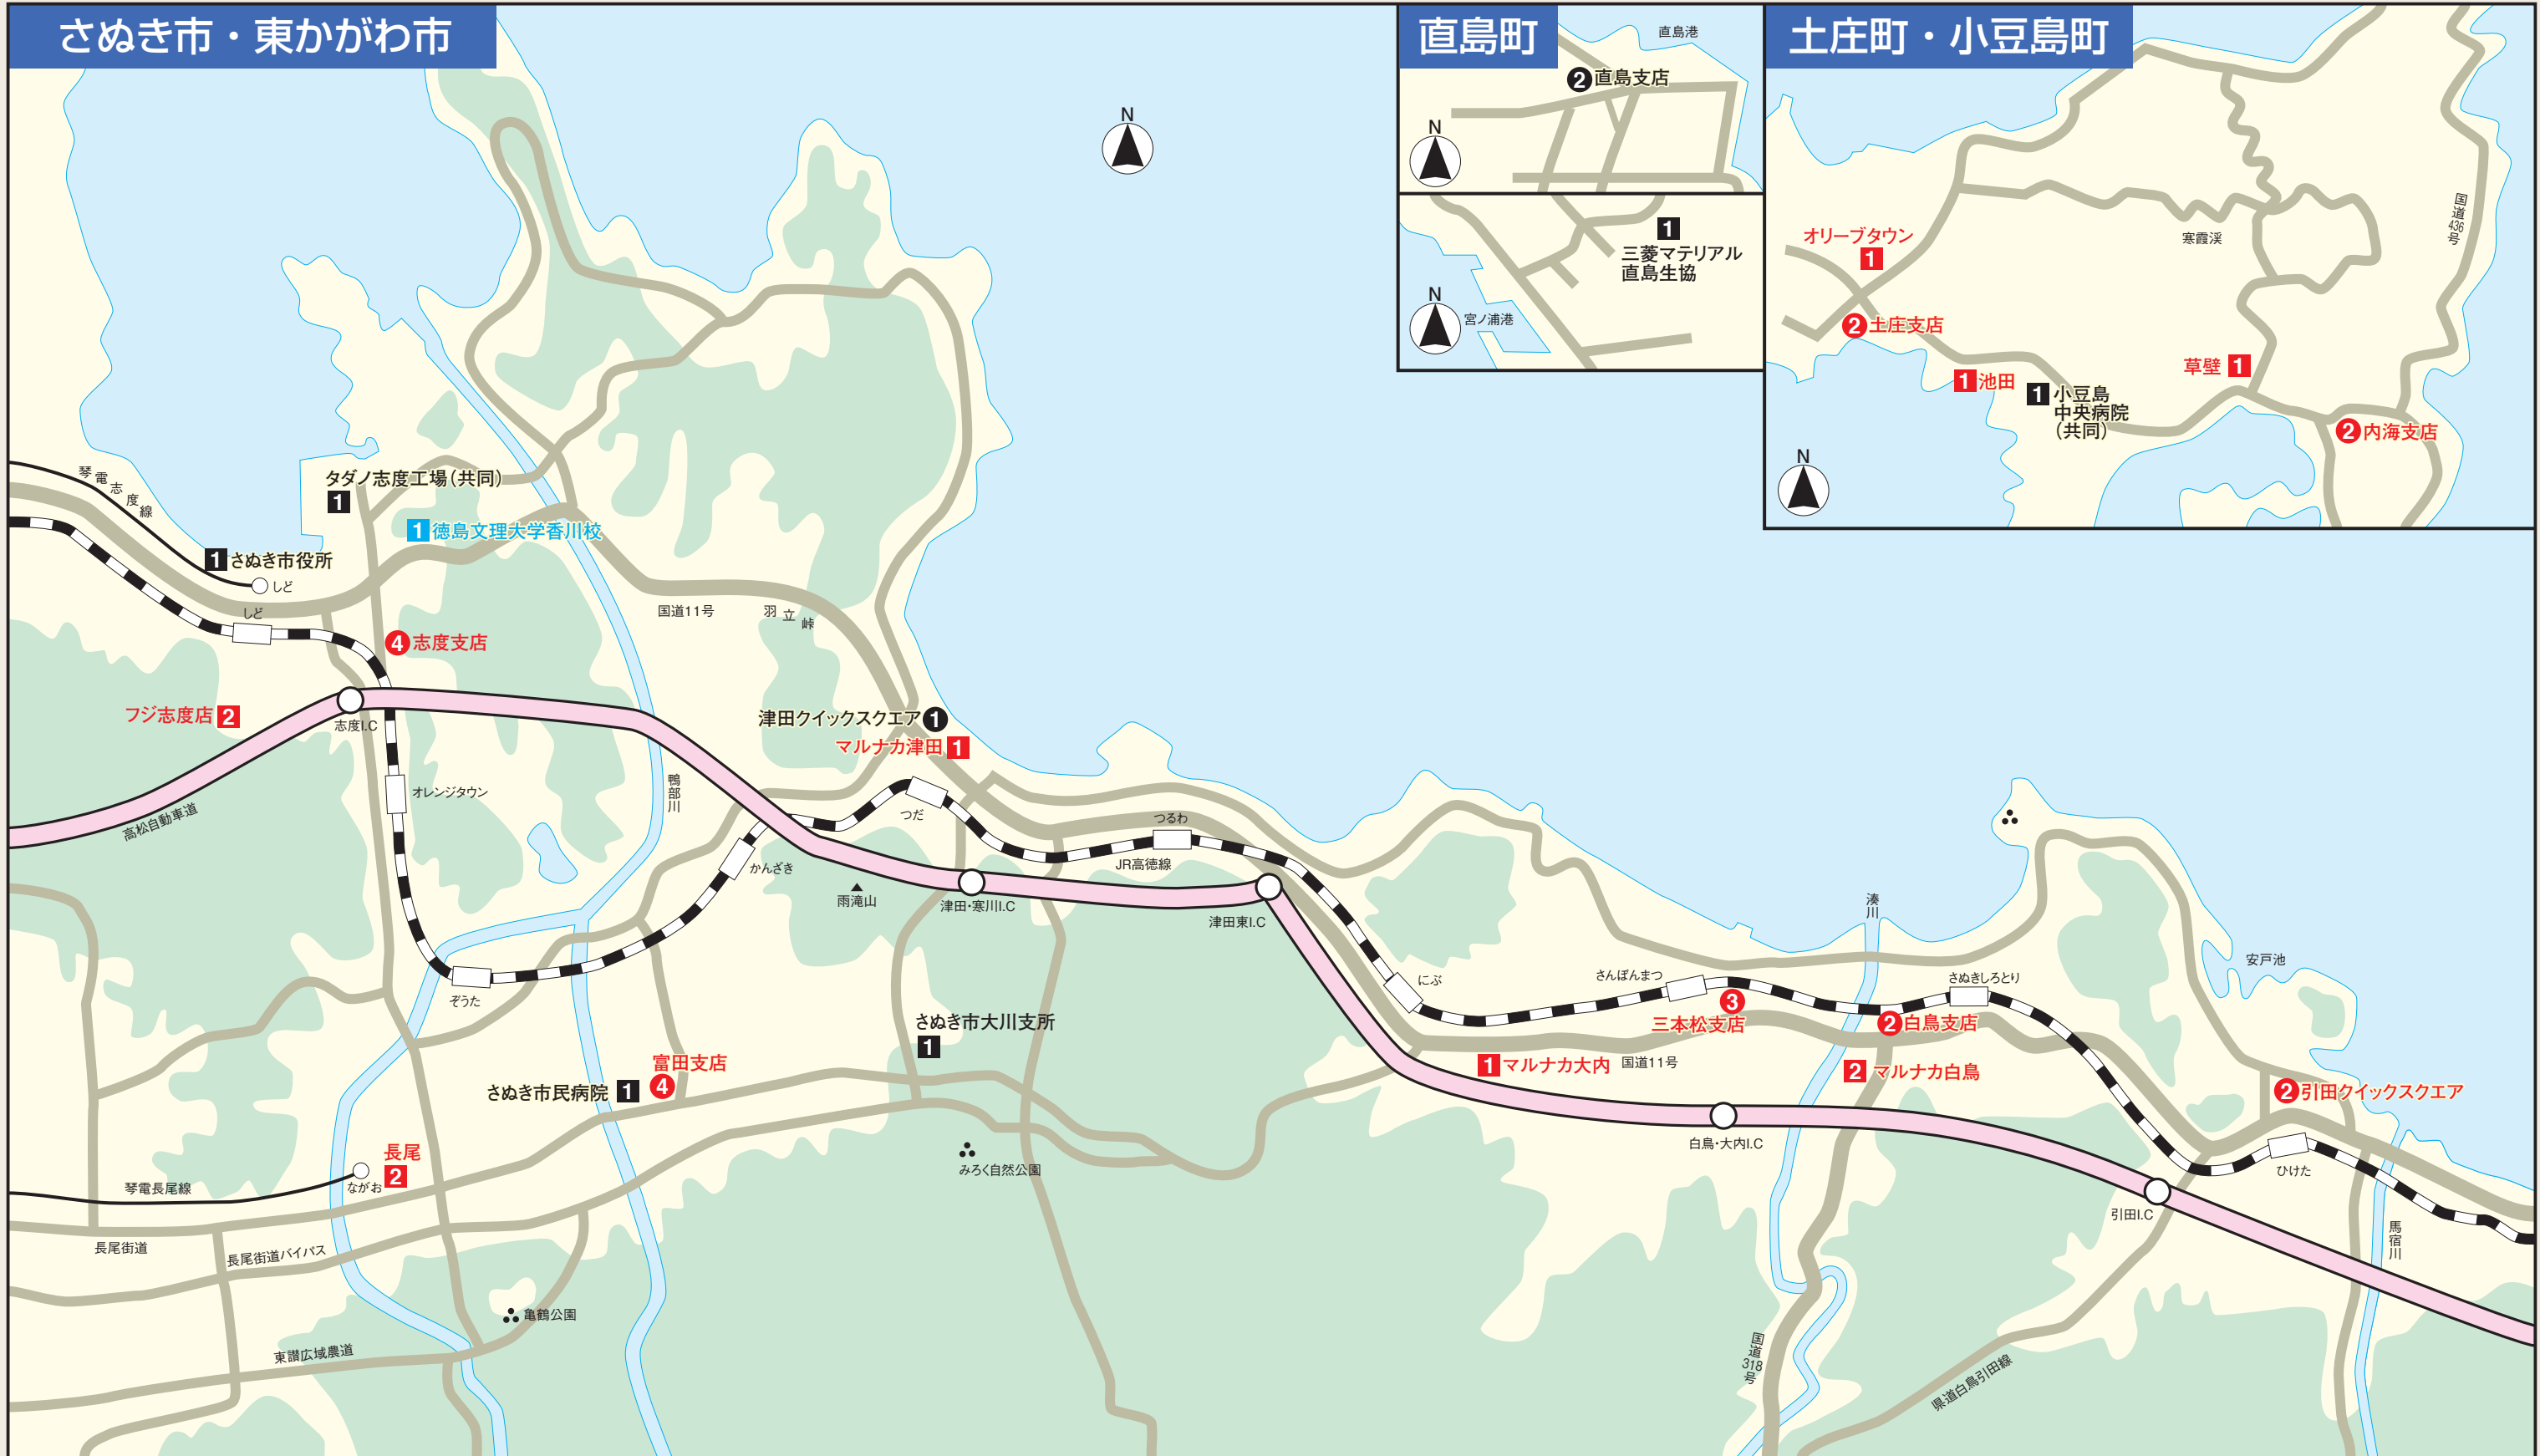 さぬき市・東かがわ市
N
琴電志度線
タダノ志度工場(共同)
1
1 徳島文理大学香川校
1 さぬき市役所
しど
しど
国道11号
羽立峠
4 志度支店
フジ志度店 2
志度I.C
高松自動車道
オレンジタウン
鴨部川
津田クイックスクエア 1
マルナカ津田 1
つだ
つるわ
JR高徳線
かんざき
雨滝山
津田・寒川I.C
津田東I.C
ぞうた
さぬき市大川支所
1
富田支店
4
さぬき市民病院 1
長尾
2
ながお
琴電長尾線
長尾街道
長尾街道バイパス
亀鶴公園
東讃広域農道
みろく自然公園
にぶ
さんぼんまつ
3
三本松支店
湊川
さぬきしろとり
2 白鳥支店
1 マルナカ大内
国道11号
2 マルナカ白鳥
安戸池
2 引田クイックスクエア
白鳥・大内I.C
ひけた
引田I.C
馬宿川
国道318号
県道白鳥引田線
直島町
直島港
2 直島支店
N
1
三菱マテリアル
直島生協
N
宮ノ浦港
土庄町・小豆島町
国道436号
寒霞渓
オリーブタウン
1
2 土庄支店
1 池田
草壁 1
1 小豆島
中央病院
(共同)
2 内海支店
N